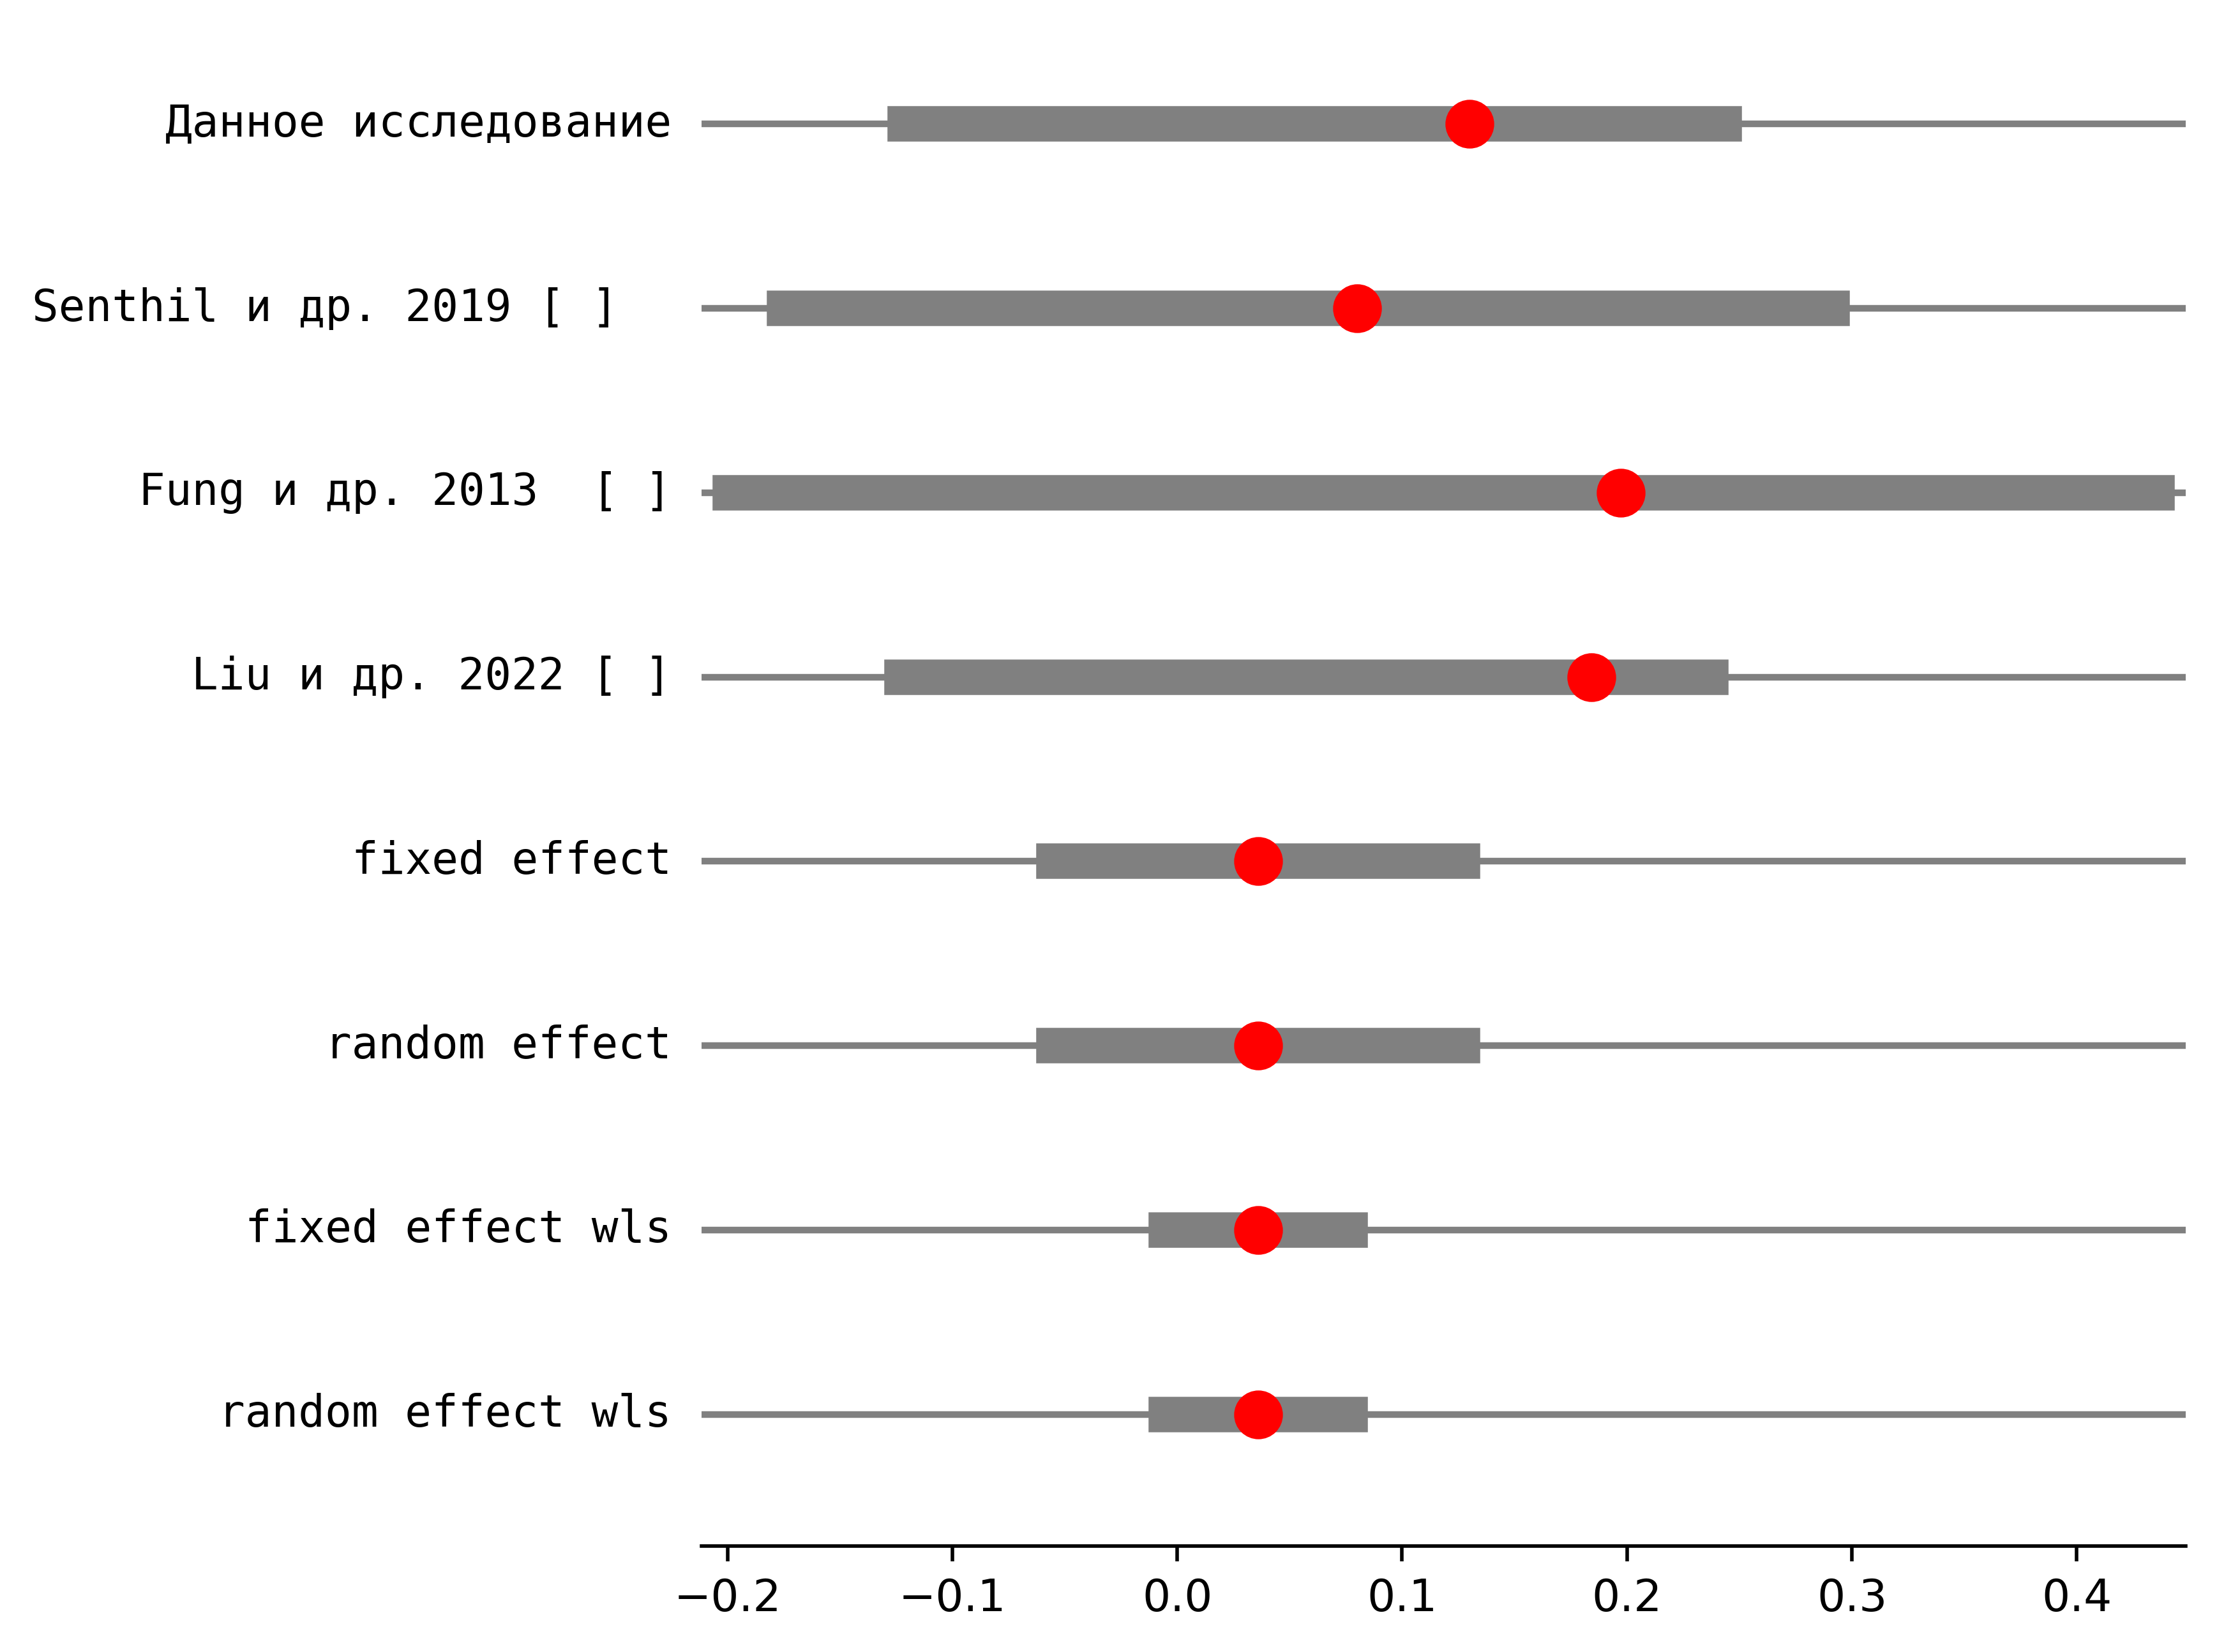 Данное исследование
Senthil и др. 2019 [ ]
Fung и др. 2013  [ ]
Liu и др. 2022 [ ]
fixed effect
random effect
fixed effect wls
random effect wls
−0.2 −0.1 0.0 0.1 0.2 0.3 0.4